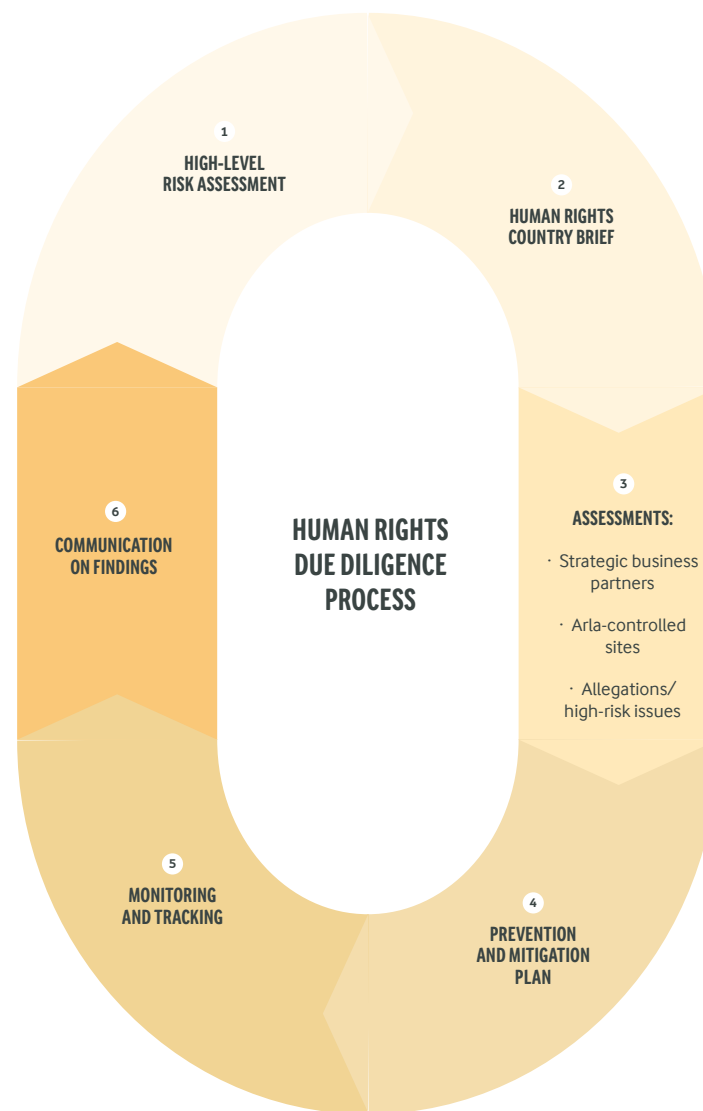 1
HIGH-LEVEL
RISK ASSESSMENT
2
HUMAN RIGHTS
COUNTRY BRIEF
3
ASSESSMENTS:
· Strategic business
partners
· Arla-controlled
sites
· Allegations/
high-risk issues
4
PREVENTION
AND MITIGATION
PLAN
5
MONITORING
AND TRACKING
6
COMMUNICATION
ON FINDINGS
HUMAN RIGHTS
DUE DILIGENCE
PROCESS